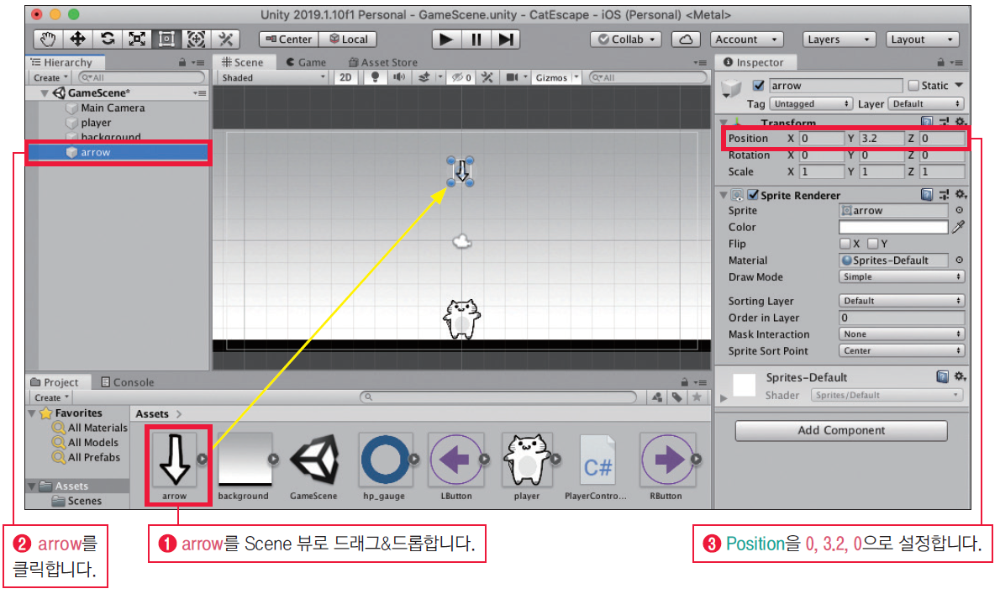 Unity 2019.1.10f1 Personal - GameScene.unity - CatEscape - iOS (Personal) <Metal>
Center Local Collab Account Layers Layout
Hierarchy
Create All
GameScene*
Main Camera
player
background
arrow
Scene Game Asset Store
Shaded 2D 0 Gizmos All
Inspector
arrow Static
Tag Untagged Layer Default
Transform
Position X 0 Y 3.2 Z 0
Rotation X 0 Y 0 Z 0
Scale X 1 Y 1 Z 1
Sprite Renderer
Sprite arrow
Color
Flip X Y
Material Sprites-Default
Draw Mode Simple
Sorting Layer Default
Order in Layer 0
Mask Interaction None
Sprite Sort Point Center
Sprites-Default
Shader Sprites/Default
Add Component
Project Console
Create
Favorites
All Materials
All Models
All Prefabs
Assets
Scenes
Assets >
arrow background GameScene hp_gauge LButton player PlayerContro... RButton
C#
❷ arrow를
클릭합니다.
❶ arrow를 Scene 뷰로 드래그&드롭합니다.
❸ Position을 0, 3.2, 0으로 설정합니다.